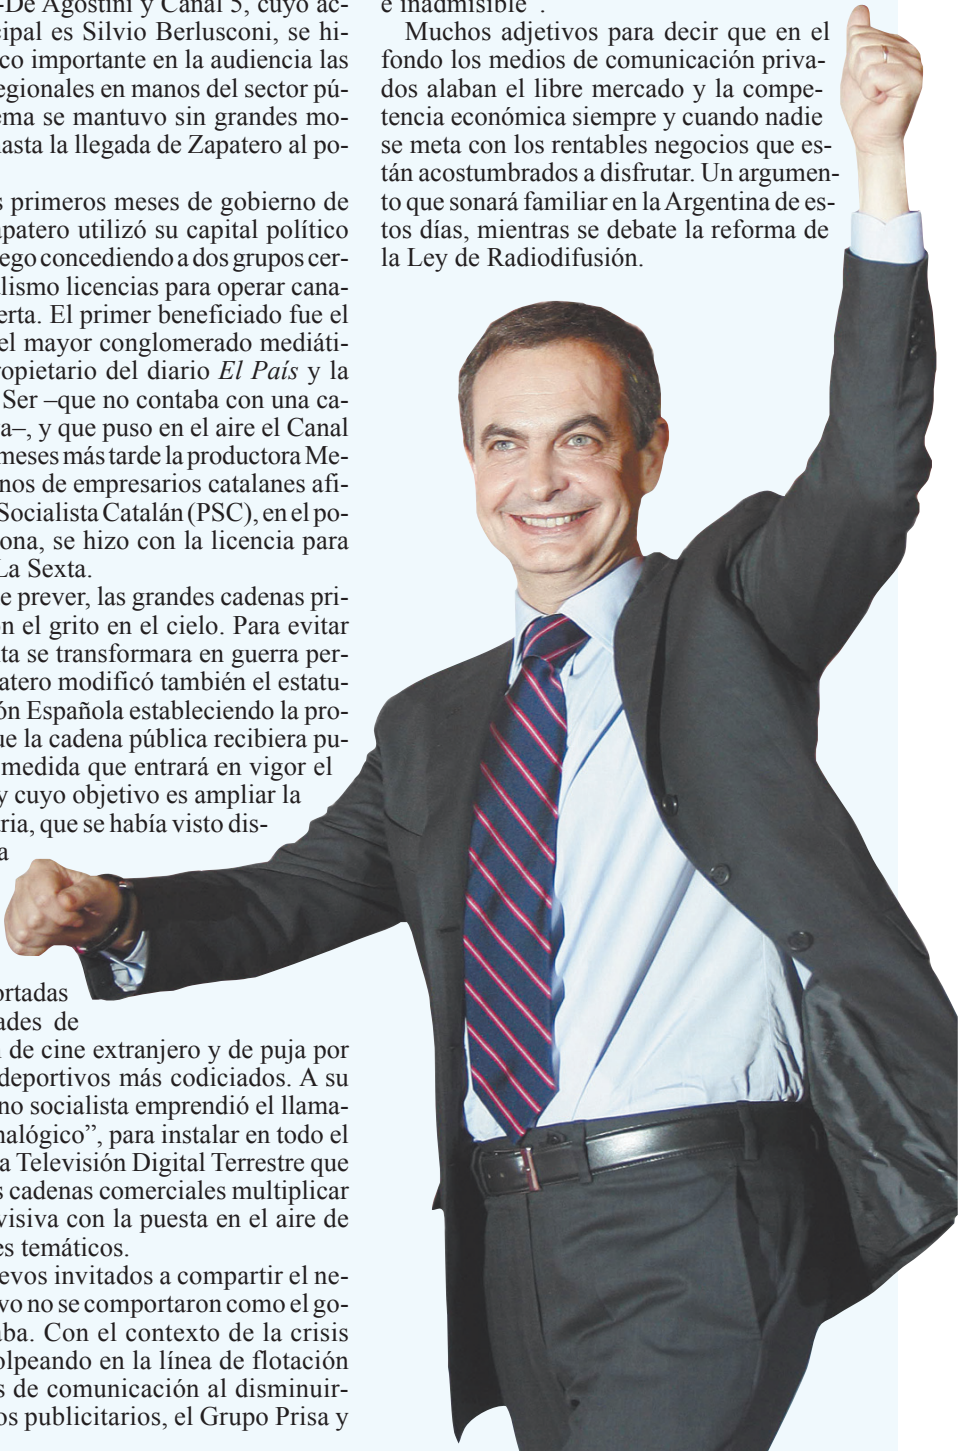 -De Agostini y Canal 5, cuyo ac-
cipal es Silvio Berlusconi, se hi-
co importante en la audiencia las
egionales en manos del sector pú-
ema se mantuvo sin grandes mo-
hasta la llegada de Zapatero al po-
s primeros meses de gobierno de
apatero utilizó su capital político
ego concediendo a dos grupos cer-
alismo licencias para operar cana-
erta. El primer beneficiado fue el
el mayor conglomerado mediáti-
ropietario del diario El País y la
Ser –que no contaba con una ca-
va–, y que puso en el aire el Canal
meses más tarde la productora Me-
nos de empresarios catalanes afi-
Socialista Catalán (PSC), en el po-
ona, se hizo con la licencia para
La Sexta.
e prever, las grandes cadenas pri-
on el grito en el cielo. Para evitar
ta se transformara en guerra per-
patero modificó también el estatu-
ón Española estableciendo la pro-
ue la cadena pública recibiera pu-
medida que entrará en vigor el
y cuyo objetivo es ampliar la
ria, que se había visto dis-
a
ortadas
ades de
n de cine extranjero y de puja por
deportivos más codiciados. A su
no socialista emprendió el llama-
nalógico”, para instalar en todo el
a Televisión Digital Terrestre que
s cadenas comerciales multiplicar
visiva con la puesta en el aire de
es temáticos.
evos invitados a compartir el ne-
vo no se comportaron como el go-
aba. Con el contexto de la crisis
olpeando en la línea de flotación
s de comunicación al disminuir-
os publicitarios, el Grupo Prisa y
e inadmisible”.
Muchos adjetivos para decir que en el
fondo los medios de comunicación priva-
dos alaban el libre mercado y la compe-
tencia económica siempre y cuando nadie
se meta con los rentables negocios que es-
tán acostumbrados a disfrutar. Un argumen-
to que sonará familiar en la Argentina de es-
tos días, mientras se debate la reforma de
la Ley de Radiodifusión.